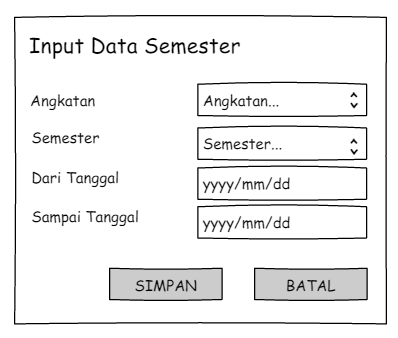 Input Data Semester
Angkatan Angkatan...
Semester Semester...
Dari Tanggal yyyy/mm/dd
Sampai Tanggal yyyy/mm/dd
SIMPAN BATAL